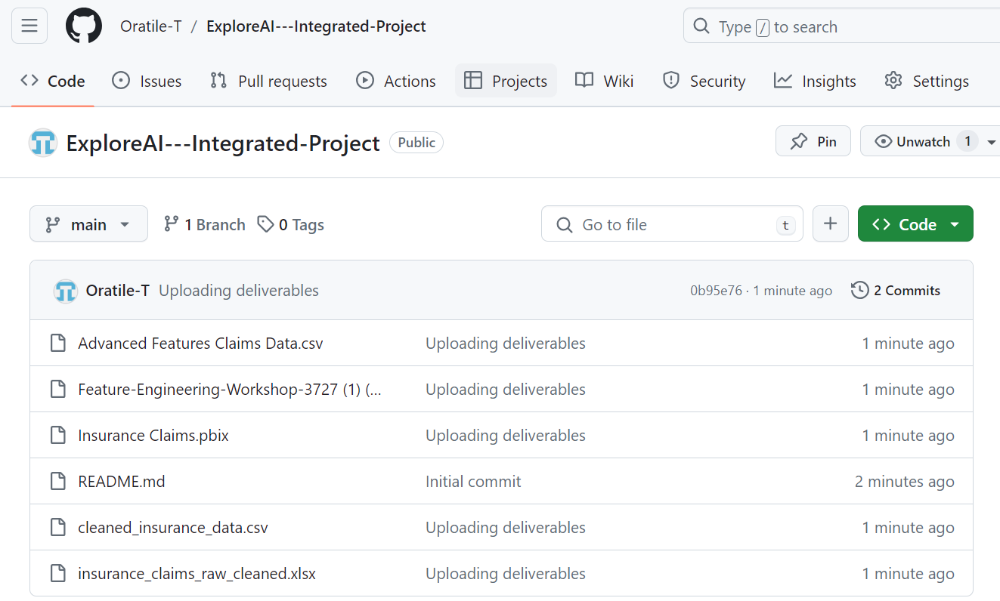 Oratile-T / ExploreAI---Integrated-Project
Type / to search
Code Issues Pull requests Actions Projects Wiki Security Insights Settings
ExploreAI---Integrated-Project Public
Pin
Unwatch 1
main
1 Branch
0 Tags
Go to file t
Code
Oratile-T Uploading deliverables 0b95e76 · 1 minute ago 2 Commits
Advanced Features Claims Data.csv Uploading deliverables 1 minute ago
Feature-Engineering-Workshop-3727 (1) (... Uploading deliverables 1 minute ago
Insurance Claims.pbix Uploading deliverables 1 minute ago
README.md Initial commit 2 minutes ago
cleaned_insurance_data.csv Uploading deliverables 1 minute ago
insurance_claims_raw_cleaned.xlsx Uploading deliverables 1 minute ago